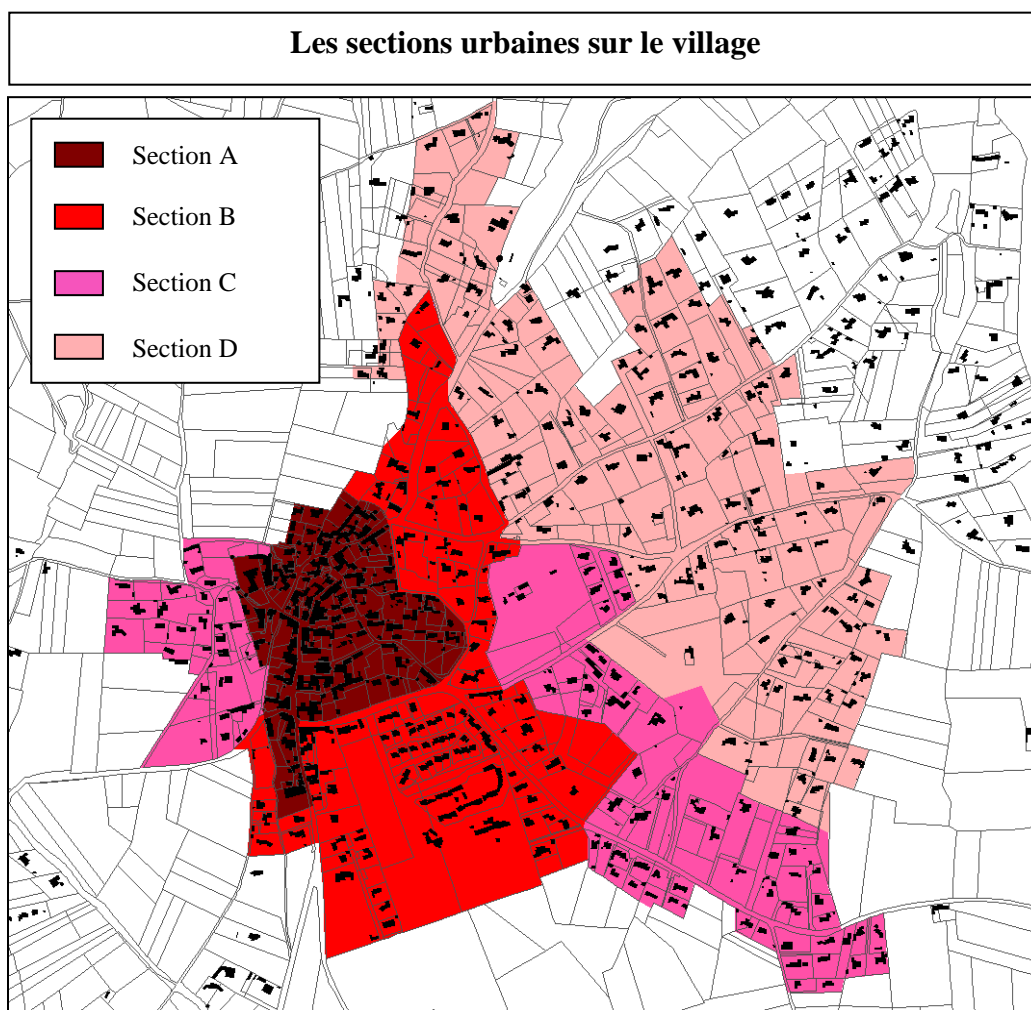 Les sections urbaines sur le village
Section A
Section B
Section C
Section D